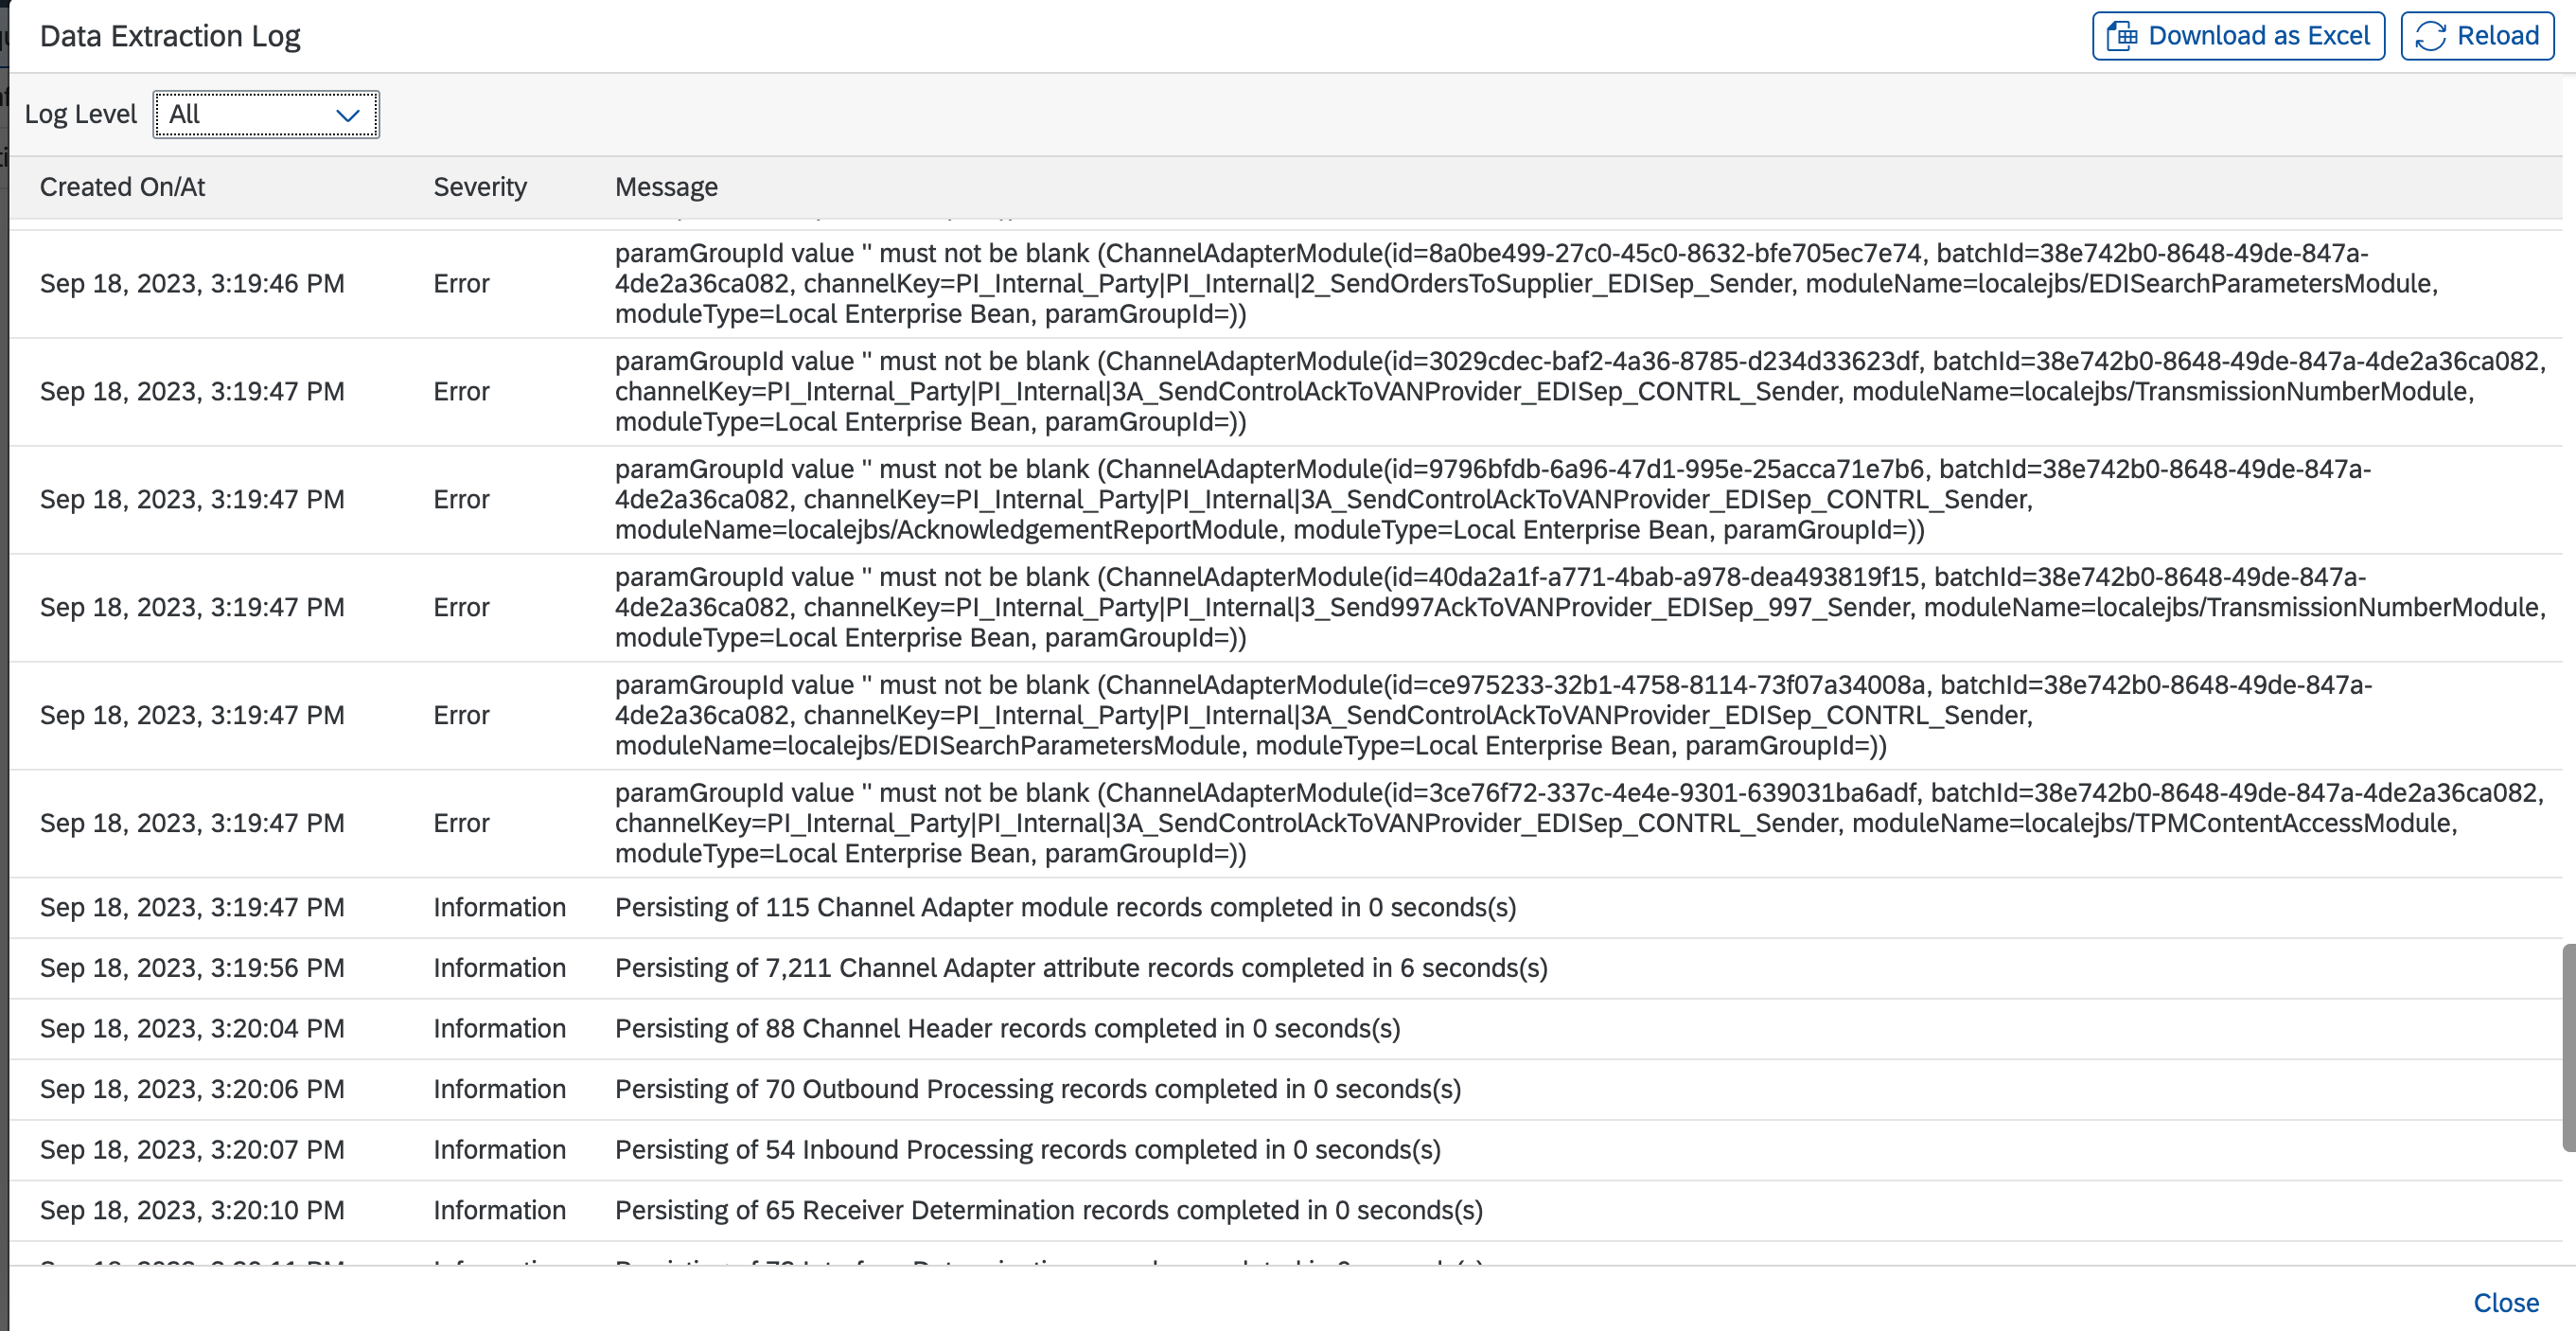 Data Extraction Log
Download as Excel
Reload
Log Level
All
Created On/At Severity Message
paramGroupId value '' must not be blank (ChannelAdapterModule(id=8a0be499-27c0-45c0-8632-bfe705ec7e74, batchId=38e742b0-8648-49de-847a-
Sep 18, 2023, 3:19:46 PM Error 4de2a36ca082, channelKey=PI_Internal_Party|PI_Internal|2_SendOrdersToSupplier_EDISep_Sender, moduleName=localejbs/EDISearchParametersModule,
moduleType=Local Enterprise Bean, paramGroupId=))
paramGroupId value '' must not be blank (ChannelAdapterModule(id=3029cdec-baf2-4a36-8785-d234d33623df, batchId=38e742b0-8648-49de-847a-4de2a36ca082,
Sep 18, 2023, 3:19:47 PM Error channelKey=PI_Internal_Party|PI_Internal|3A_SendControlAckToVANProvider_EDISep_CONTRL_Sender, moduleName=localejbs/TransmissionNumberModule,
moduleType=Local Enterprise Bean, paramGroupId=))
paramGroupId value '' must not be blank (ChannelAdapterModule(id=9796bfdb-6a96-47d1-995e-25acca71e7b6, batchId=38e742b0-8648-49de-847a-
Sep 18, 2023, 3:19:47 PM Error 4de2a36ca082, channelKey=PI_Internal_Party|PI_Internal|3A_SendControlAckToVANProvider_EDISep_CONTRL_Sender,
moduleName=localejbs/AcknowledgementReportModule, moduleType=Local Enterprise Bean, paramGroupId=))
paramGroupId value '' must not be blank (ChannelAdapterModule(id=40da2a1f-a771-4bab-a978-dea493819f15, batchId=38e742b0-8648-49de-847a-
Sep 18, 2023, 3:19:47 PM Error 4de2a36ca082, channelKey=PI_Internal_Party|PI_Internal|3_Send997AckToVANProvider_EDISep_997_Sender, moduleName=localejbs/TransmissionNumberModule,
moduleType=Local Enterprise Bean, paramGroupId=))
paramGroupId value '' must not be blank (ChannelAdapterModule(id=ce975233-32b1-4758-8114-73f07a34008a, batchId=38e742b0-8648-49de-847a-
Sep 18, 2023, 3:19:47 PM Error 4de2a36ca082, channelKey=PI_Internal_Party|PI_Internal|3A_SendControlAckToVANProvider_EDISep_CONTRL_Sender,
moduleName=localejbs/EDISearchParametersModule, moduleType=Local Enterprise Bean, paramGroupId=))
paramGroupId value '' must not be blank (ChannelAdapterModule(id=3ce76f72-337c-4e4e-9301-639031ba6adf, batchId=38e742b0-8648-49de-847a-4de2a36ca082,
Sep 18, 2023, 3:19:47 PM Error channelKey=PI_Internal_Party|PI_Internal|3A_SendControlAckToVANProvider_EDISep_CONTRL_Sender, moduleName=localejbs/TPMContentAccessModule,
moduleType=Local Enterprise Bean, paramGroupId=))
Sep 18, 2023, 3:19:47 PM Information Persisting of 115 Channel Adapter module records completed in 0 seconds(s)
Sep 18, 2023, 3:19:56 PM Information Persisting of 7,211 Channel Adapter attribute records completed in 6 seconds(s)
Sep 18, 2023, 3:20:04 PM Information Persisting of 88 Channel Header records completed in 0 seconds(s)
Sep 18, 2023, 3:20:06 PM Information Persisting of 70 Outbound Processing records completed in 0 seconds(s)
Sep 18, 2023, 3:20:07 PM Information Persisting of 54 Inbound Processing records completed in 0 seconds(s)
Sep 18, 2023, 3:20:10 PM Information Persisting of 65 Receiver Determination records completed in 0 seconds(s)
Close